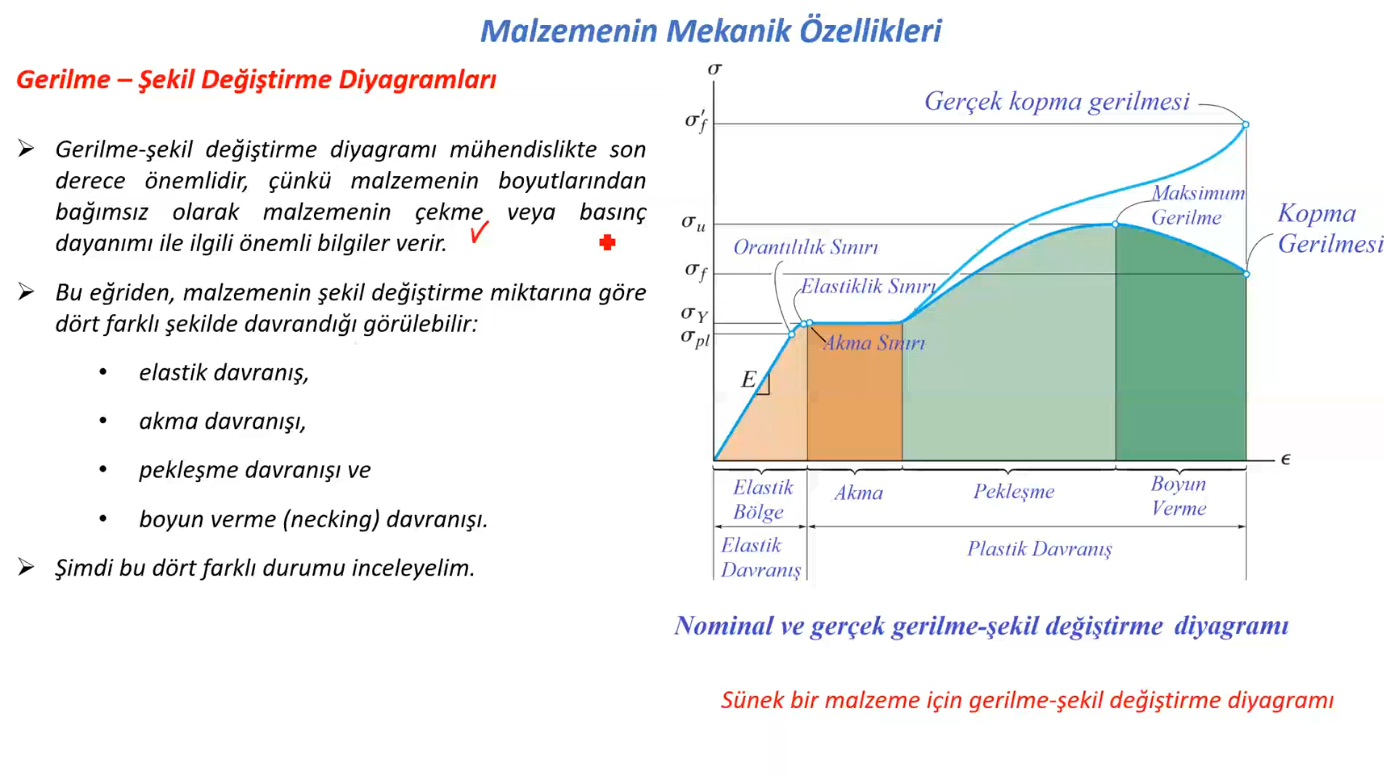 Malzemenin Mekanik Özellikleri
Gerilme – Şekil Değiştirme Diyagramları
➢ Gerilme-şekil değiştirme diyagramı mühendislikte son
derece önemlidir, çünkü malzemenin boyutlarından
bağımsız olarak malzemenin çekme veya basınç
dayanımı ile ilgili önemli bilgiler verir.
➢ Bu eğriden, malzemenin şekil değiştirme miktarına göre
dört farklı şekilde davrandığı görülebilir:
• elastik davranış,
• akma davranışı,
• pekleşme davranışı ve
• boyun verme (necking) davranışı.
➢ Şimdi bu dört farklı durumu inceleyelim.
σ
σ′f
σu
σf
σY
σpl
E
ϵ
Gerçek kopma gerilmesi
Maksimum
Gerilme
Kopma
Gerilmesi
Orantılılık Sınırı
Elastiklik Sınırı
Akma Sınırı
Elastik
Bölge
Akma
Pekleşme
Boyun
Verme
Elastik
Davranış
Plastik Davranış
Nominal ve gerçek gerilme-şekil değiştirme diyagramı
Sünek bir malzeme için gerilme-şekil değiştirme diyagramı